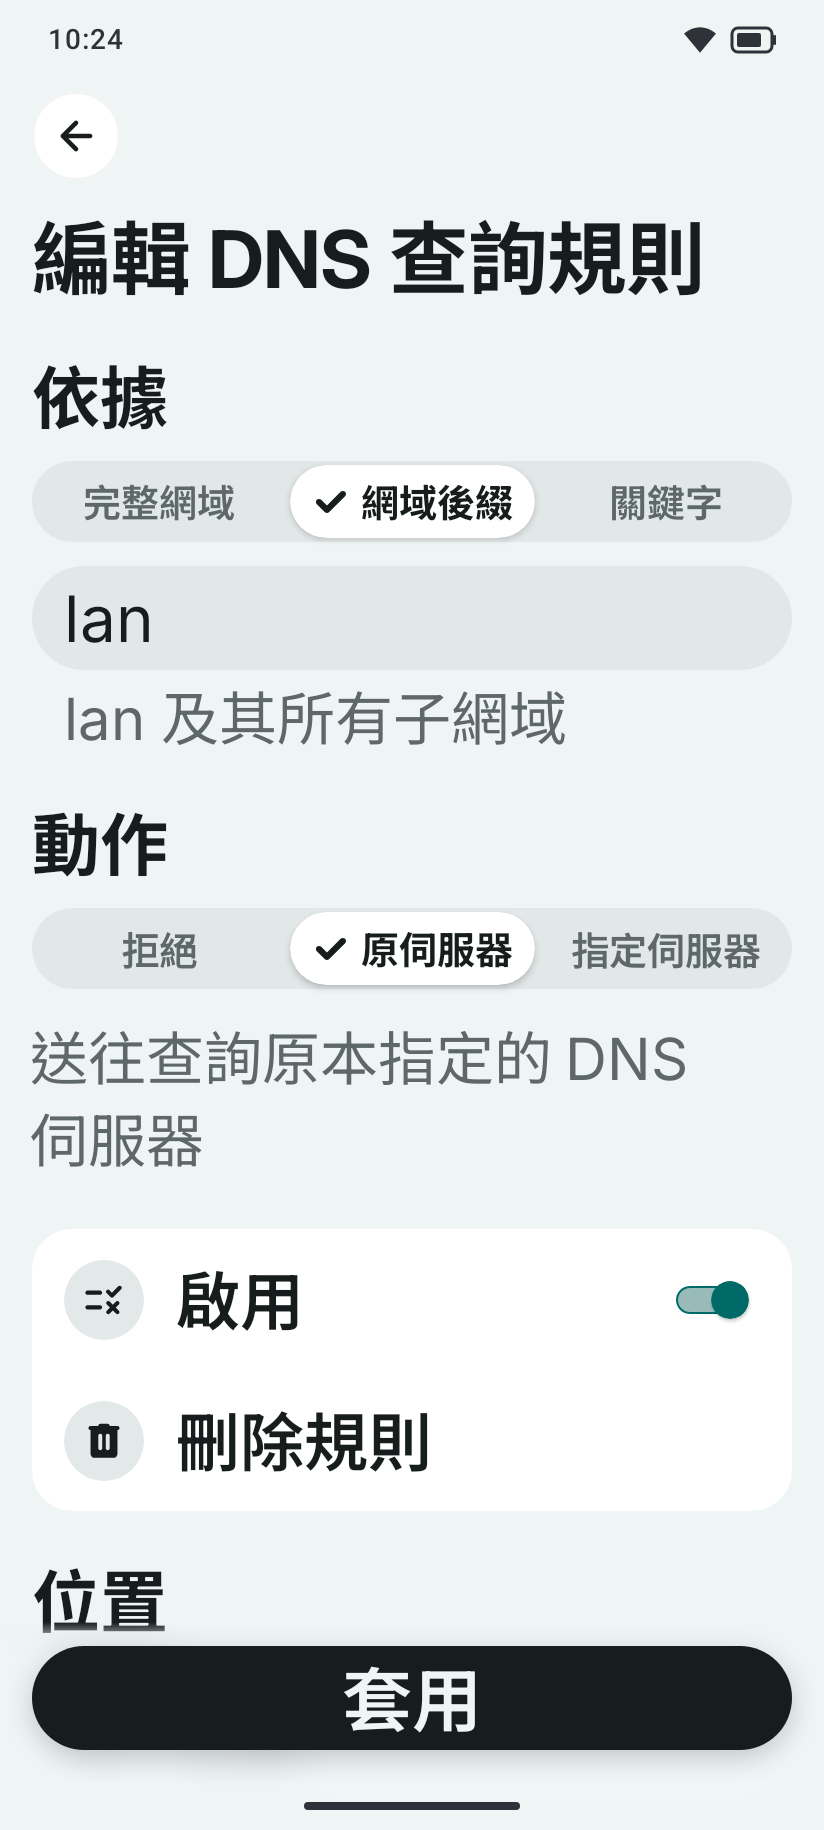 10:24
編輯 DNS 查詢規則
依據
完整網域
網域後綴
關鍵字
lan
lan 及其所有子網域
動作
拒絕
原伺服器
指定伺服器
送往查詢原本指定的 DNS
伺服器
啟用
刪除規則
位置
套用